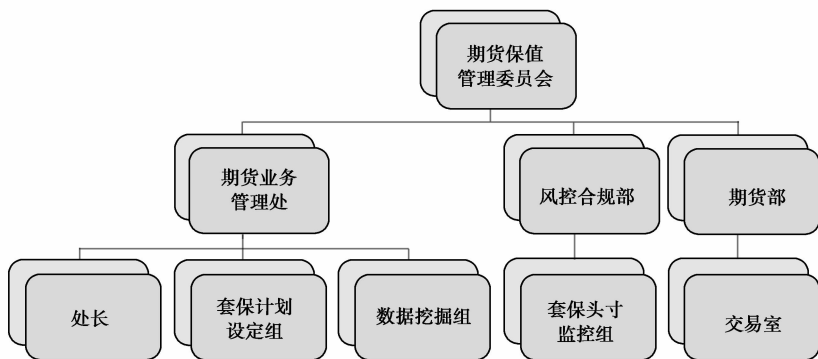 期货保值
管理委员会
期货业务
管理处
风控合规部
期货部
处长
套保计划
设定组
数据挖掘组
套保头寸
监控组
交易室